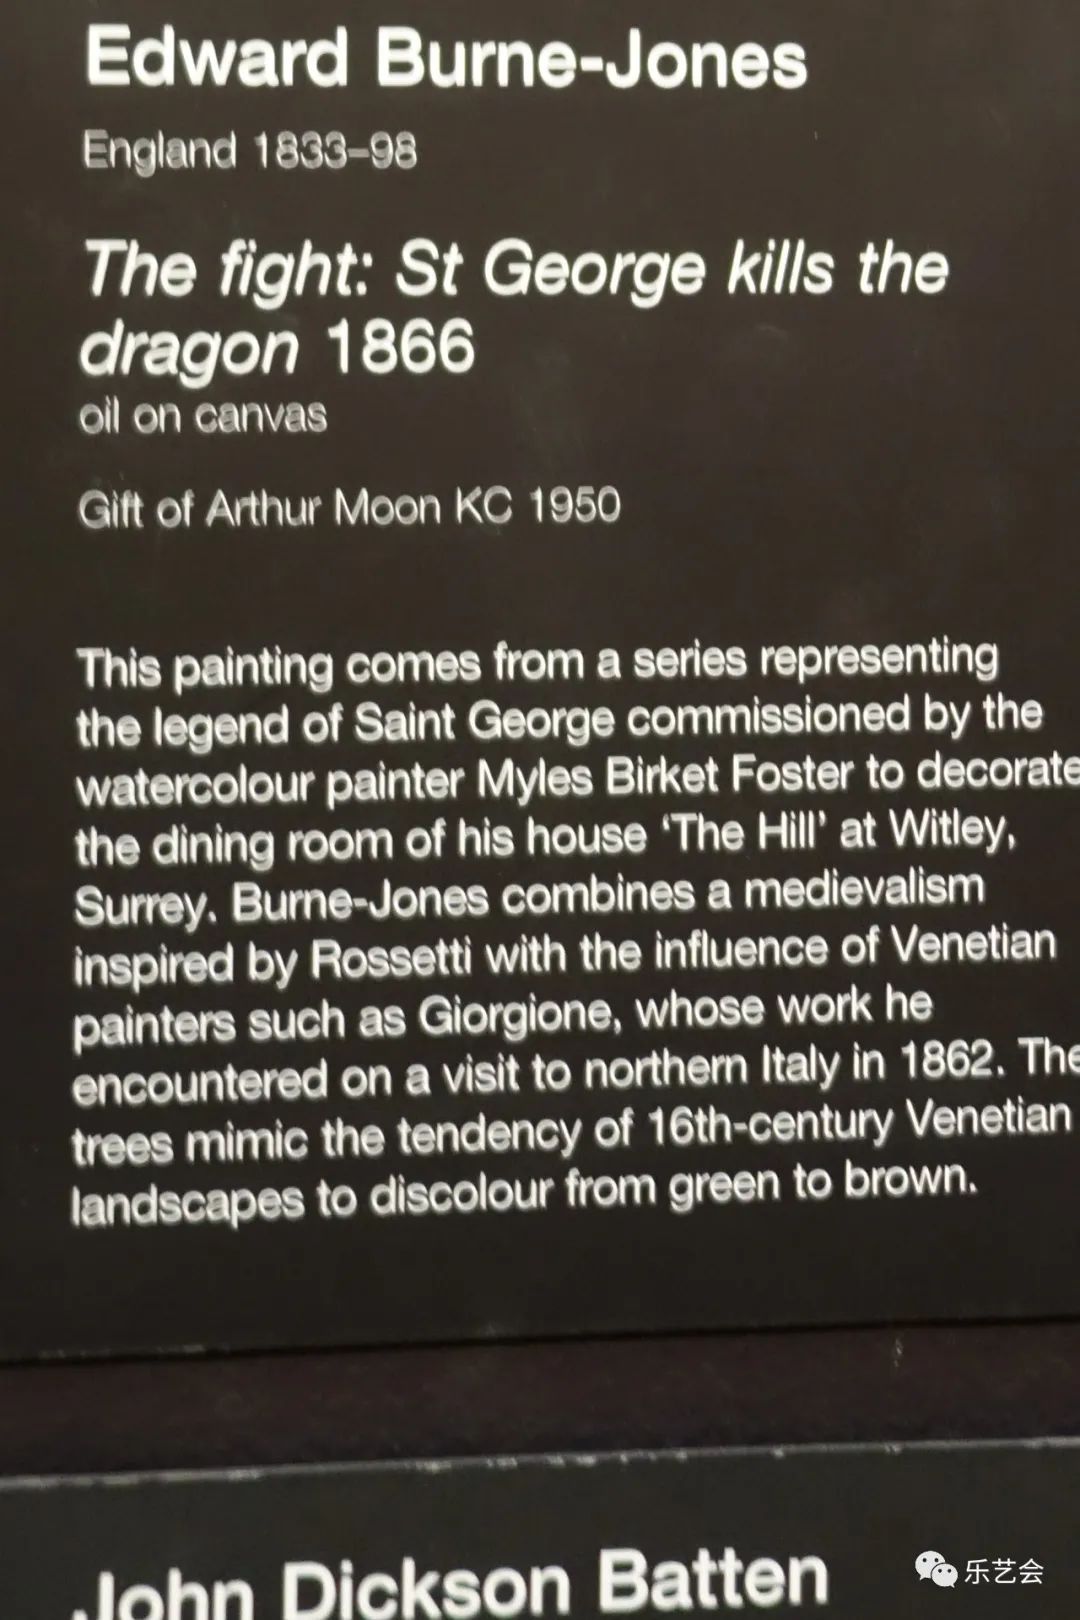 Edward Burne-Jones
England 1833–98
The fight: St George kills the
dragon 1866
oil on canvas
Gift of Arthur Moon KC 1950
This painting comes from a series representing
the legend of Saint George commissioned by the
watercolour painter Myles Birket Foster to decorate
the dining room of his house ‘The Hill’ at Witley,
Surrey. Burne-Jones combines a medievalism
inspired by Rossetti with the influence of Venetian
painters such as Giorgione, whose work he
encountered on a visit to northern Italy in 1862. The
trees mimic the tendency of 16th-century Venetian
landscapes to discolour from green to brown.
John Dickson Batten
乐艺会